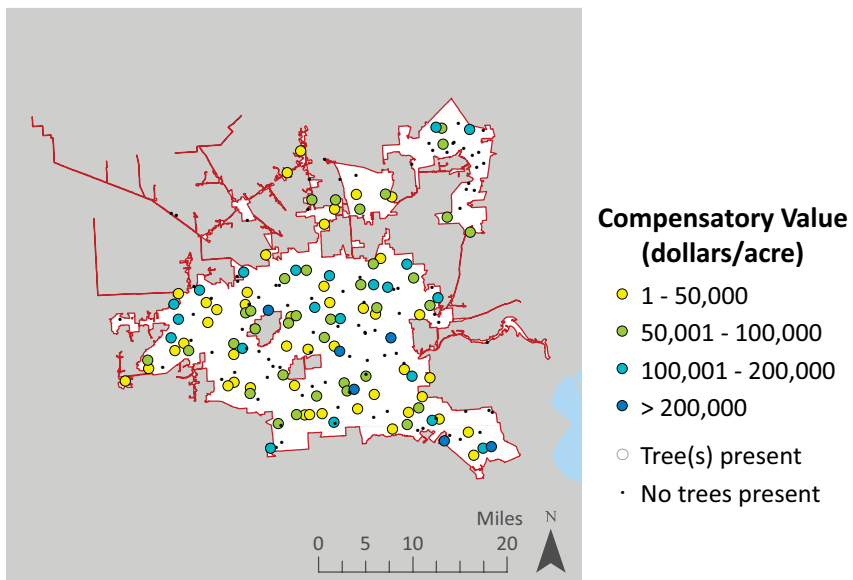 Compensatory Value
(dollars/acre)
1 - 50,000
50,001 - 100,000
100,001 - 200,000
> 200,000
Tree(s) present
No trees present
Miles
N
0 5 10 20